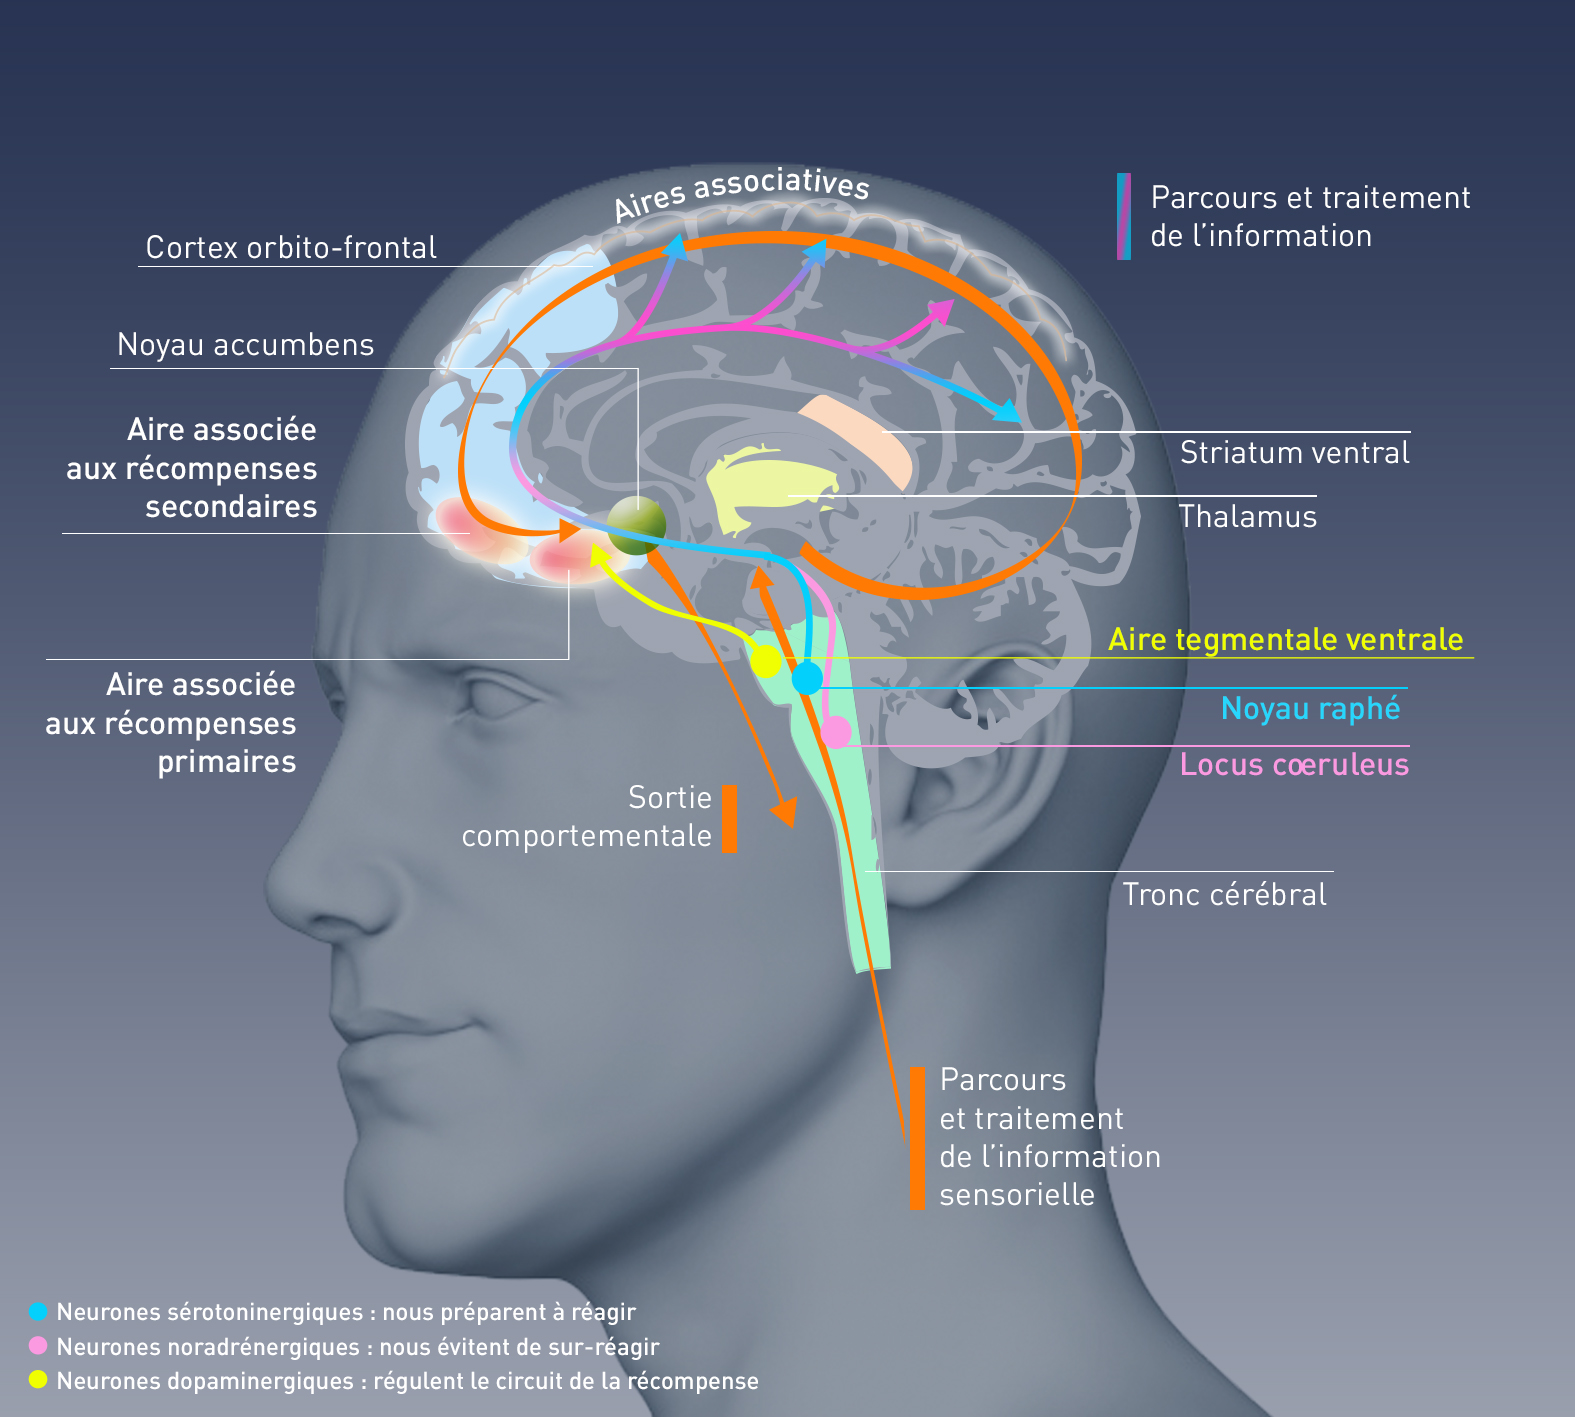 Aires associatives
Parcours et traitement
de l'information
Cortex orbito-frontal
Noyau accumbens
Aire associée
aux récompenses
secondaires
Striatum ventral
Thalamus
Aire tegmentale ventrale
Aire associée
aux récompenses
primaires
Noyau raphé
Locus cœruleus
Sortie
comportementale
Tronc cérébral
Parcours
et traitement
de l'information
sensorielle
Neurones sérotoninergiques : nous préparent à réagir
Neurones noradrénergiques : nous évitent de sur-réagir
Neurones dopaminergiques : régulent le circuit de la récompense